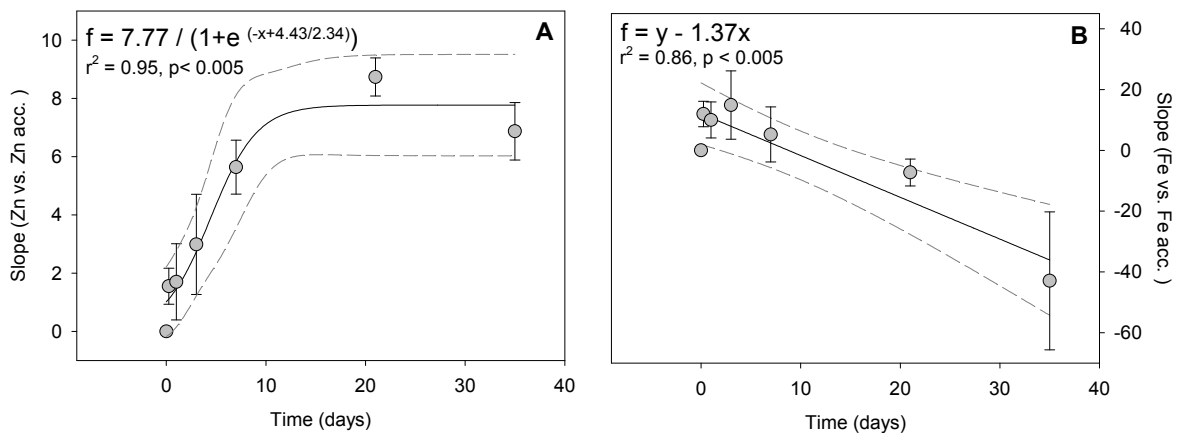 A
f = 7.77 / (1+e (-x+4.43/2.34))
r2 = 0.95, p< 0.005
Slope (Zn vs. Zn acc. )
10
8
6
4
2
0
0 10 20 30 40
Time (days)
B
f = y - 1.37x
r2 = 0.86, p < 0.005
Slope (Fe vs. Fe acc. )
40
20
0
-20
-40
-60
0 10 20 30 40
Time (days)